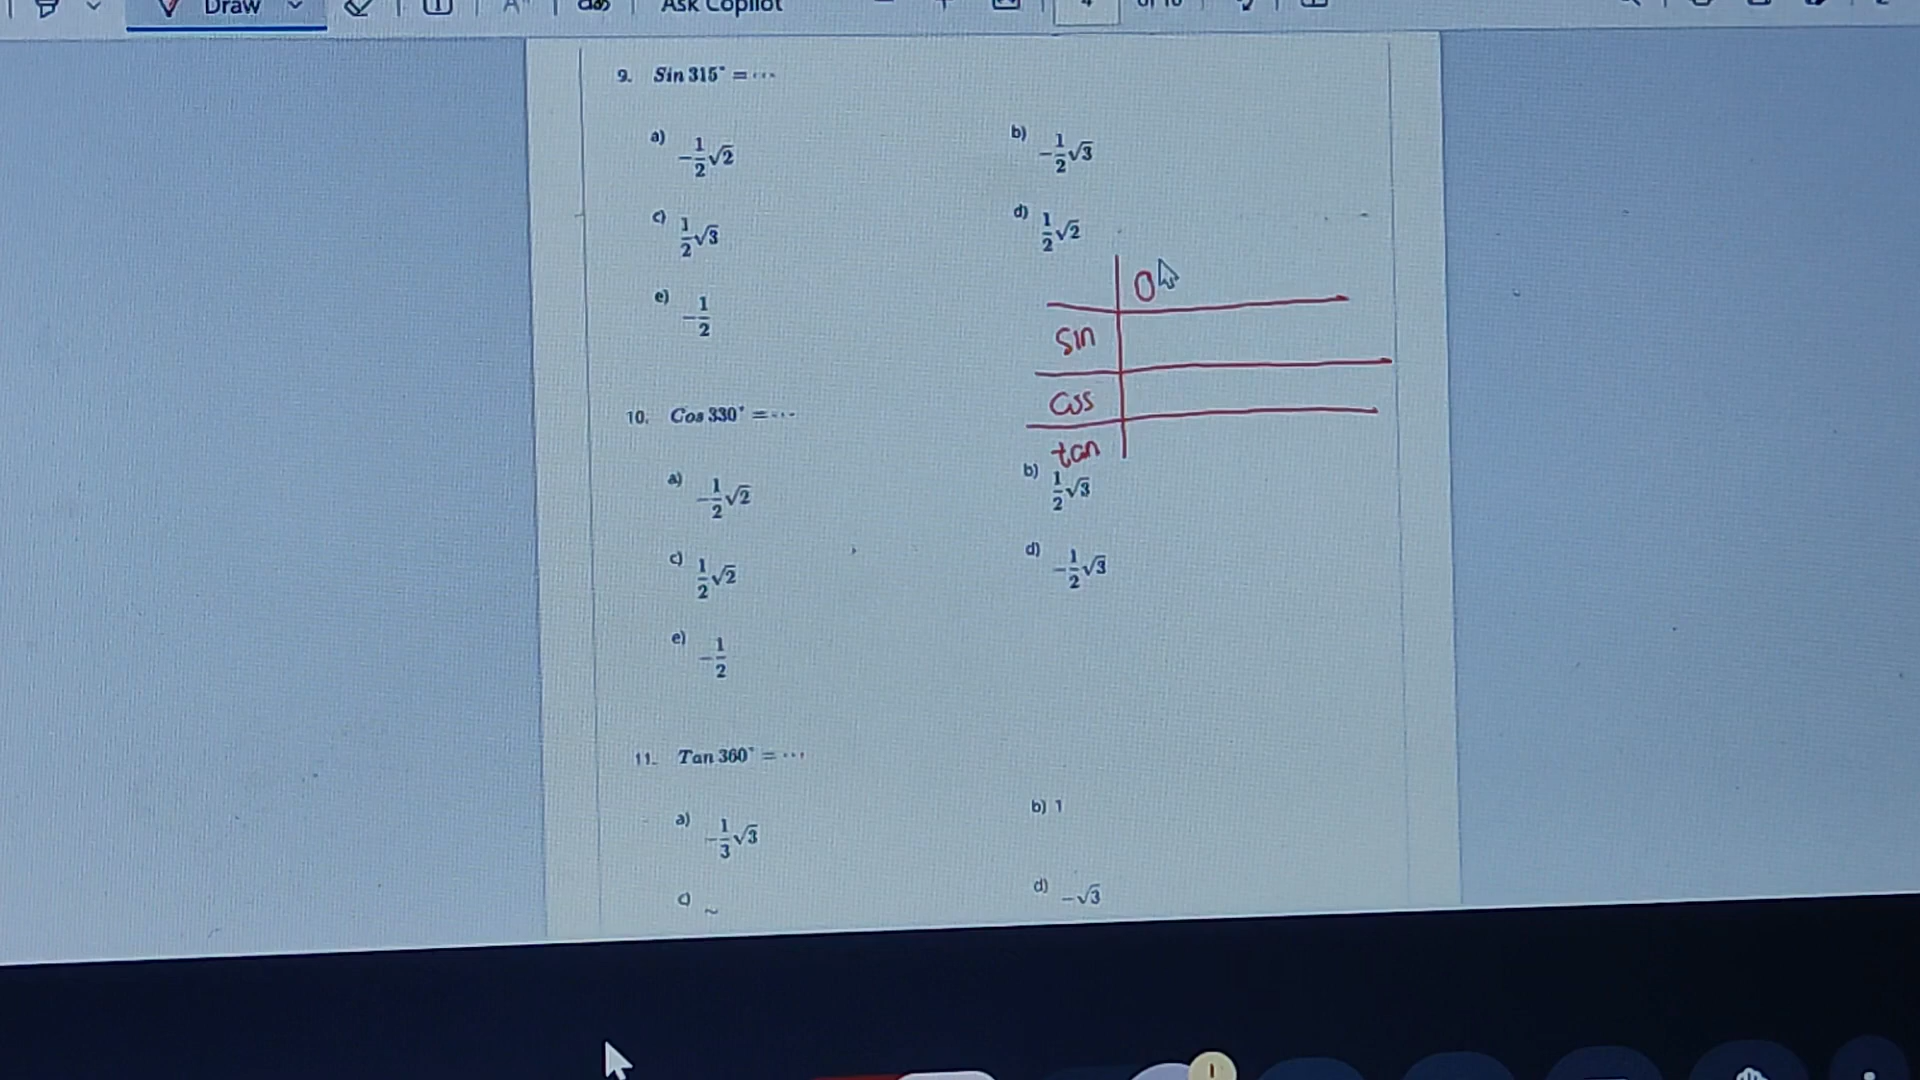 Draw
Ask Copilot
9. Sin 315° = ⋯
a) -1/2√2
b) -1/2√3
c) 1/2√3
d) 1/2√2
e) -1/2
0
sin
cos
tan
10. Cos 330° = ⋯
a) -1/2√2
b) 1/2√3
c) 1/2√2
d) -1/2√3
e) -1/2
11. Tan 360° = ⋯
a) -1/3√3
b) 1
c) ~
d) -√3